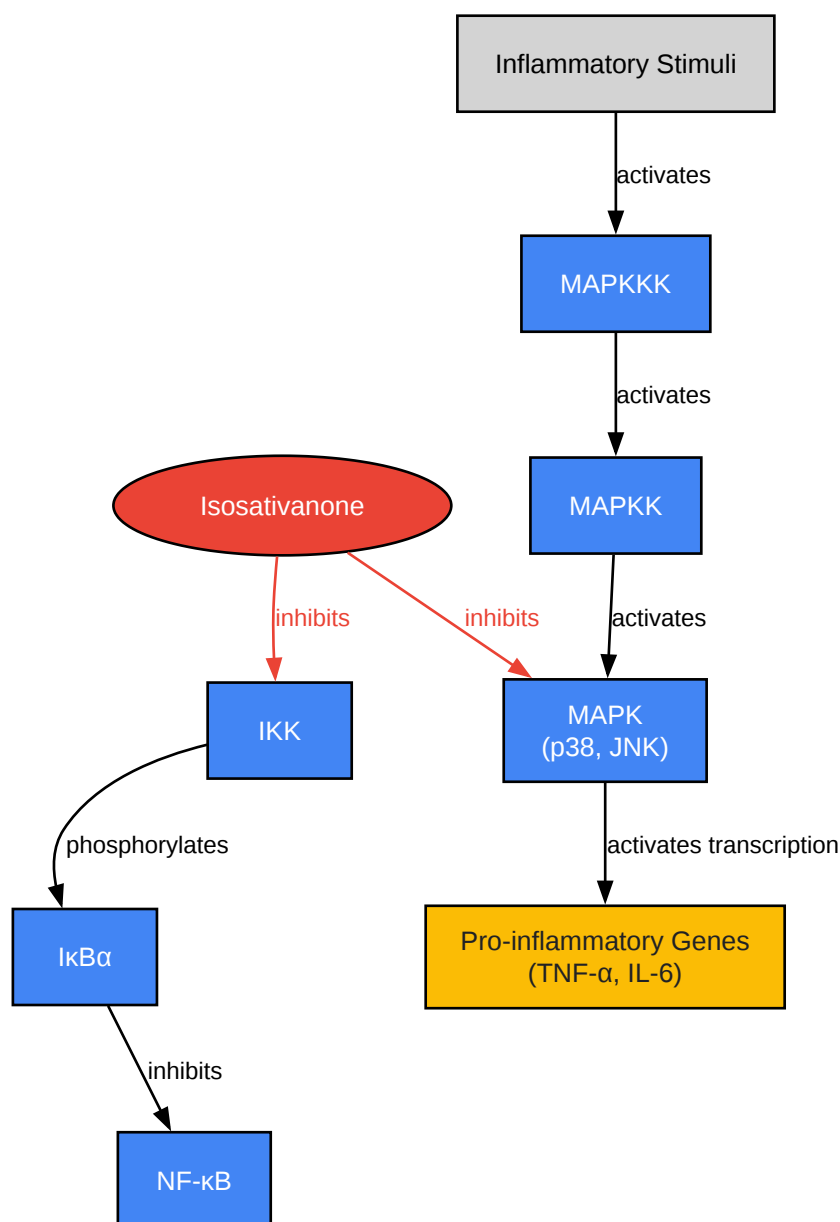 Inflammatory Stimuli
activates
MAPKKK
activates
MAPKK
Isosativanone
inhibits
inhibits
activates
IKK
MAPK
(p38, JNK)
phosphorylates
activates transcription
IκBα
Pro-inflammatory Genes
(TNF-α, IL-6)
inhibits
NF-κB